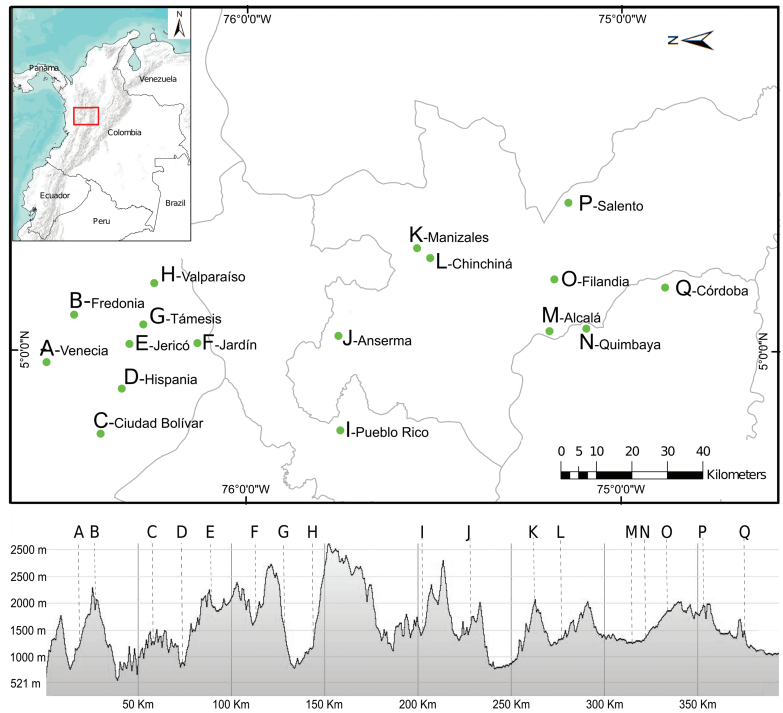 76°0'0"W 75°0'0"W
N
Panama
Venezuela
Colombia
Ecuador
Peru
Brazil
N
P-Salento
K-Manizales
L-Chinchiná
H-Valparaíso
O-Filandia
Q-Córdoba
B-Fredonia
G-Támesis
M-Alcalá
A-Venecia
E-Jericó
F-Jardín
J-Anserma
N-Quimbaya
5°0'0"N
5°0'0"N
D-Hispania
C-Ciudad Bolívar
I-Pueblo Rico
0 5 10 20 30 40
Kilometers
76°0'0"W 75°0'0"W
A B C D E F G H I J K L M N O P Q
2500 m
2500 m
2000 m
1500 m
1000 m
521 m
50 Km 100 Km 150 Km 200 Km 250 Km 300 Km 350 Km